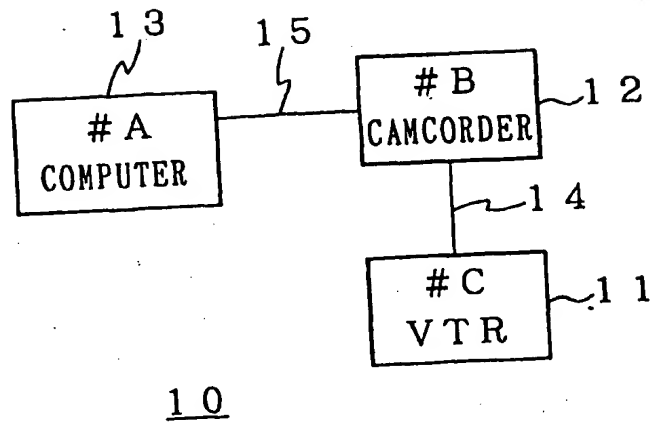 13
15
# A
COMPUTER
# B
CAMCORDER
12
14
# C
VTR
11
10